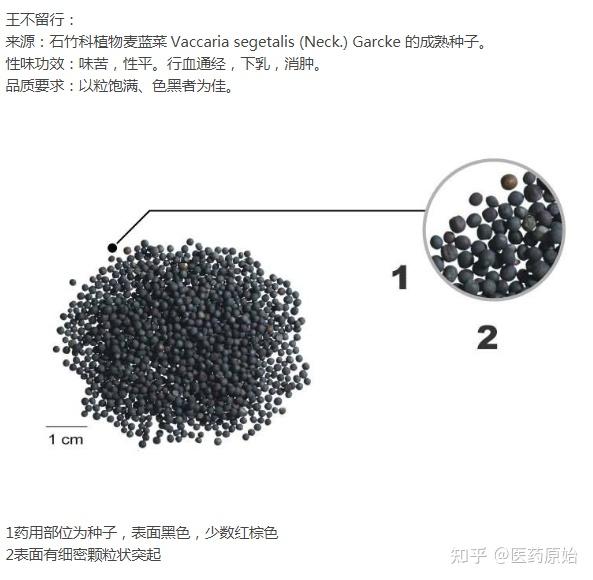 王不留行：
来源：石竹科植物麦蓝菜 Vaccaria segetalis (Neck.) Garcke 的成熟种子。
性味功效：味苦，性平。行血通经，下乳，消肿。
品质要求：以粒饱满、色黑者为佳。
1
2
1 cm
1药用部位为种子，表面黑色，少数红棕色
2表面有细密颗粒状突起
知乎 @医药原始